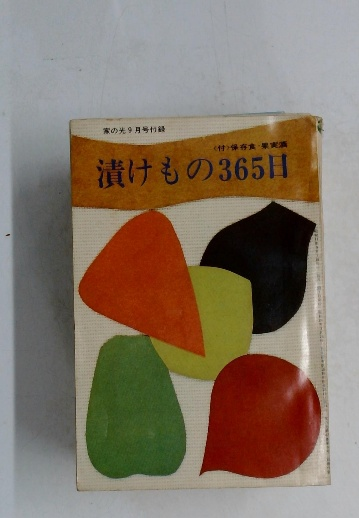 家の光9月号付録
〈付〉保存食・果実酒
漬けもの365日